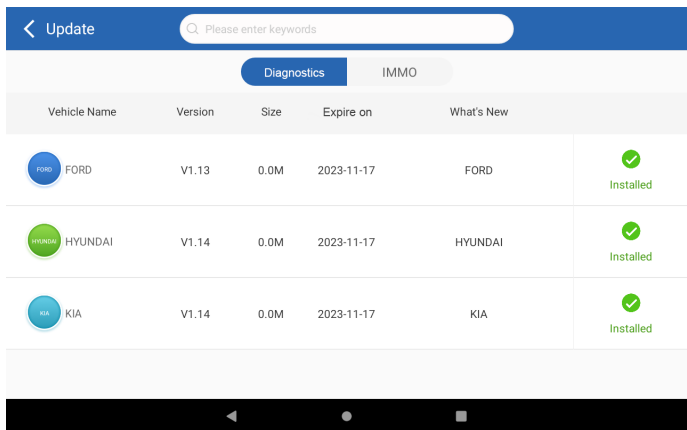 Update
Please enter keywords
Diagnostics IMMO
Vehicle Name Version Size Expire on What's New
FORD FORD V1.13 0.0M 2023-11-17 FORD Installed
HYUNDAI HYUNDAI V1.14 0.0M 2023-11-17 HYUNDAI Installed
KIA KIA V1.14 0.0M 2023-11-17 KIA Installed